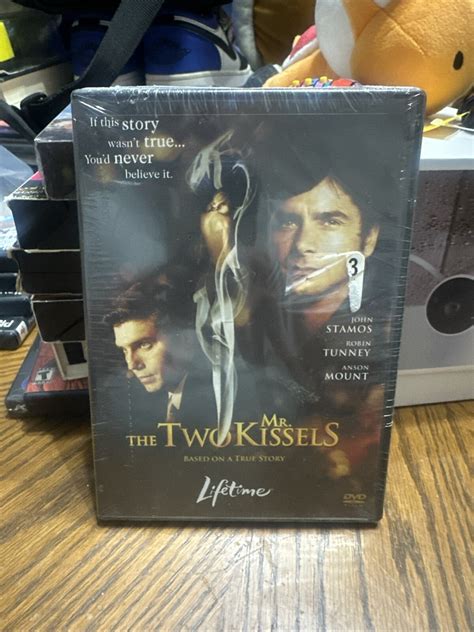 If this story
wasn't true...
You'd never
believe it.
3
JOHN
STAMOS
ROBIN
TUNNEY
ANSON
MOUNT
THE TWO MR. KISSELS
BASED ON A TRUE STORY
Lifetime
DVD